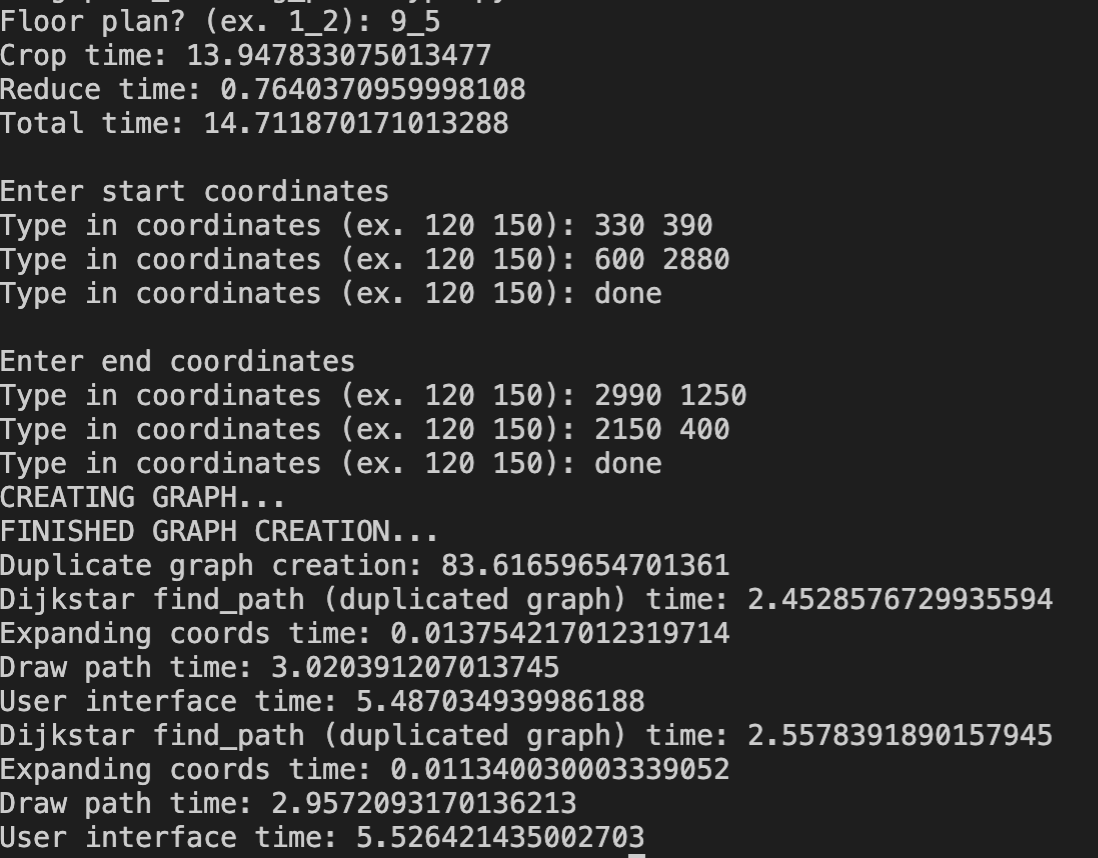 Floor plan? (ex. 1_2): 9_5
Crop time: 13.947833075013477
Reduce time: 0.7640370959998108
Total time: 14.711870171013288
Enter start coordinates
Type in coordinates (ex. 120 150): 330 390
Type in coordinates (ex. 120 150): 600 2880
Type in coordinates (ex. 120 150): done
Enter end coordinates
Type in coordinates (ex. 120 150): 2990 1250
Type in coordinates (ex. 120 150): 2150 400
Type in coordinates (ex. 120 150): done
CREATING GRAPH...
FINISHED GRAPH CREATION...
Duplicate graph creation: 83.61659654701361
Dijkstar find_path (duplicated graph) time: 2.4528576729935594
Expanding coords time: 0.013754217012319714
Draw path time: 3.020391207013745
User interface time: 5.487034939986188
Dijkstar find_path (duplicated graph) time: 2.5578391890157945
Expanding coords time: 0.011340030003339052
Draw path time: 2.9572093170136213
User interface time: 5.526421435002703